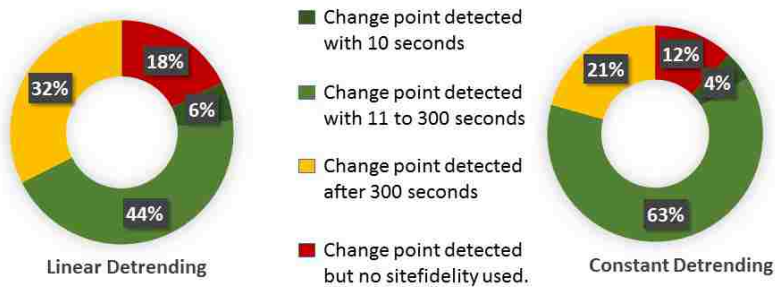 18%
6%
32%
44%
Linear Detrending
Change point detected
with 10 seconds
Change point detected
with 11 to 300 seconds
Change point detected
after 300 seconds
Change point detected
but no sitefidelity used.
12%
4%
21%
63%
Constant Detrending